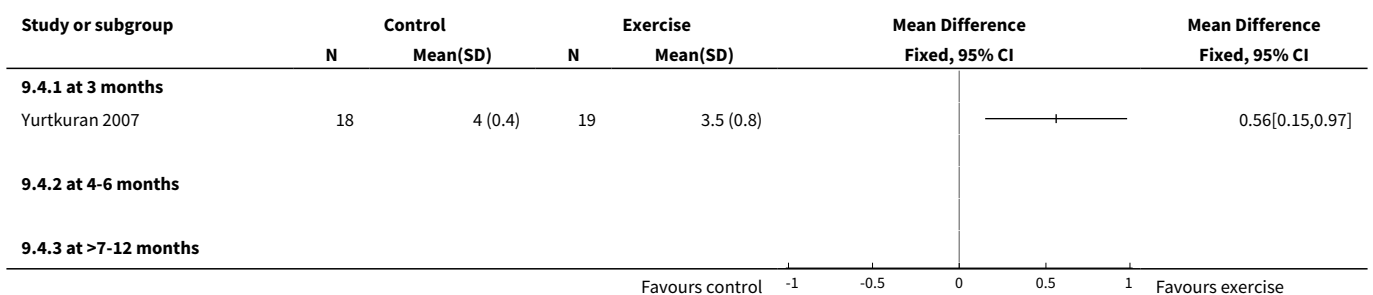 Study or subgroup Control Exercise Mean Difference Mean Difference
N Mean(SD) N Mean(SD) Fixed, 95% CI Fixed, 95% CI
9.4.1 at 3 months
Yurtkuran 2007 18 4 (0.4) 19 3.5 (0.8) 0.56[0.15,0.97]
9.4.2 at 4-6 months
9.4.3 at >7-12 months
Favours control -1 -0.5 0 0.5 1 Favours exercise